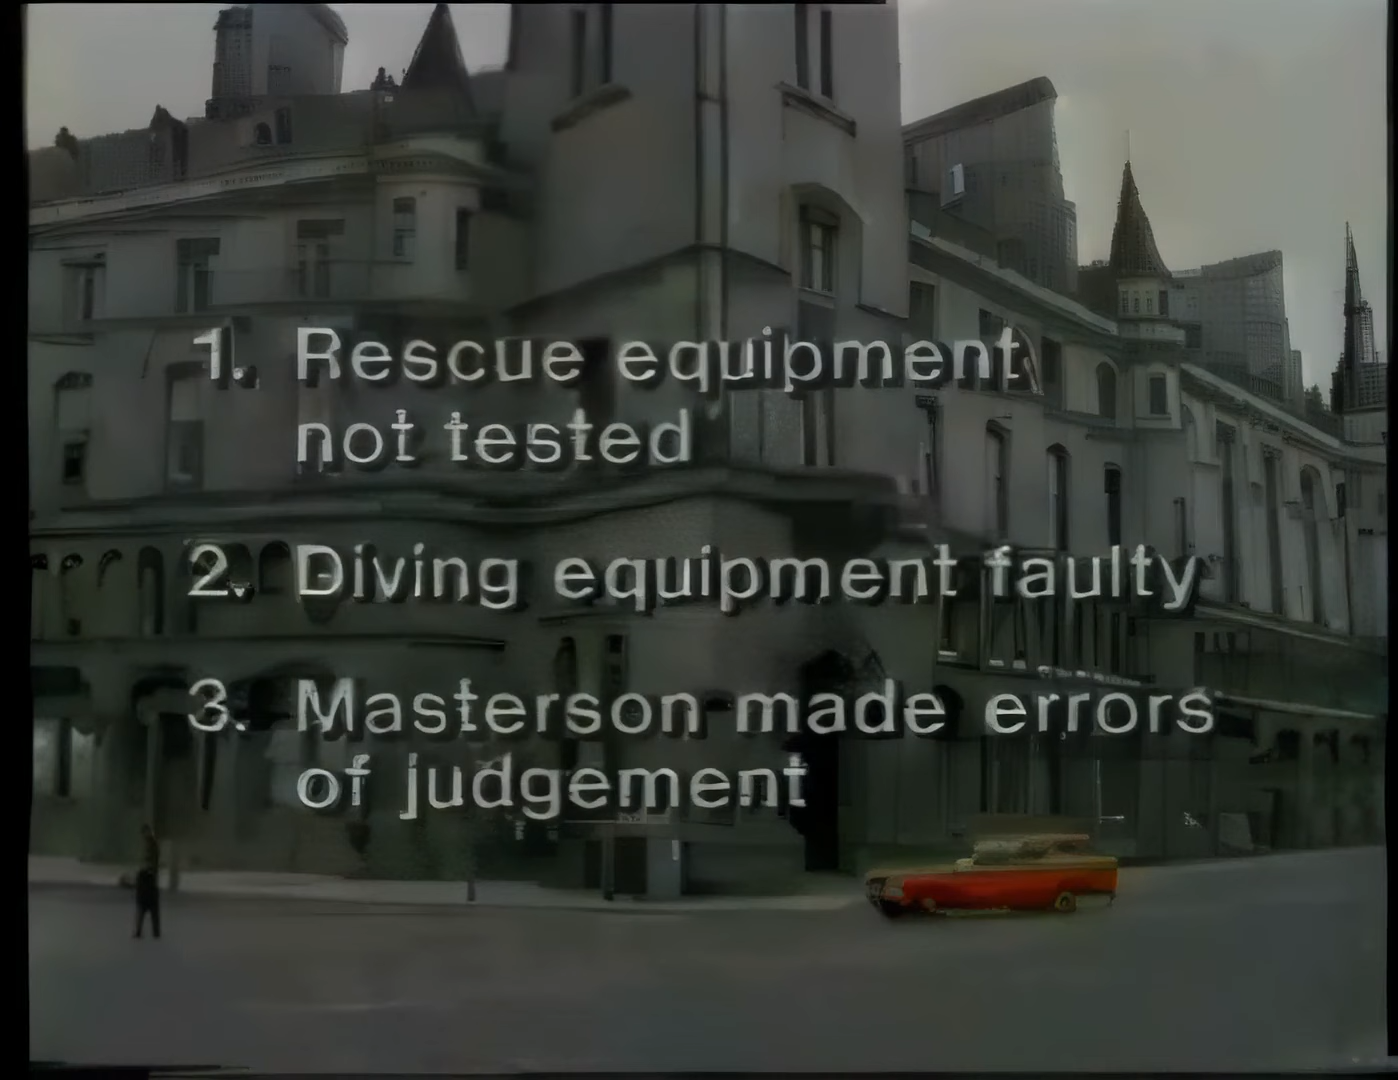 1. Rescue equipment
not tested
2. Diving equipment faulty
3. Masterson made errors
of judgement